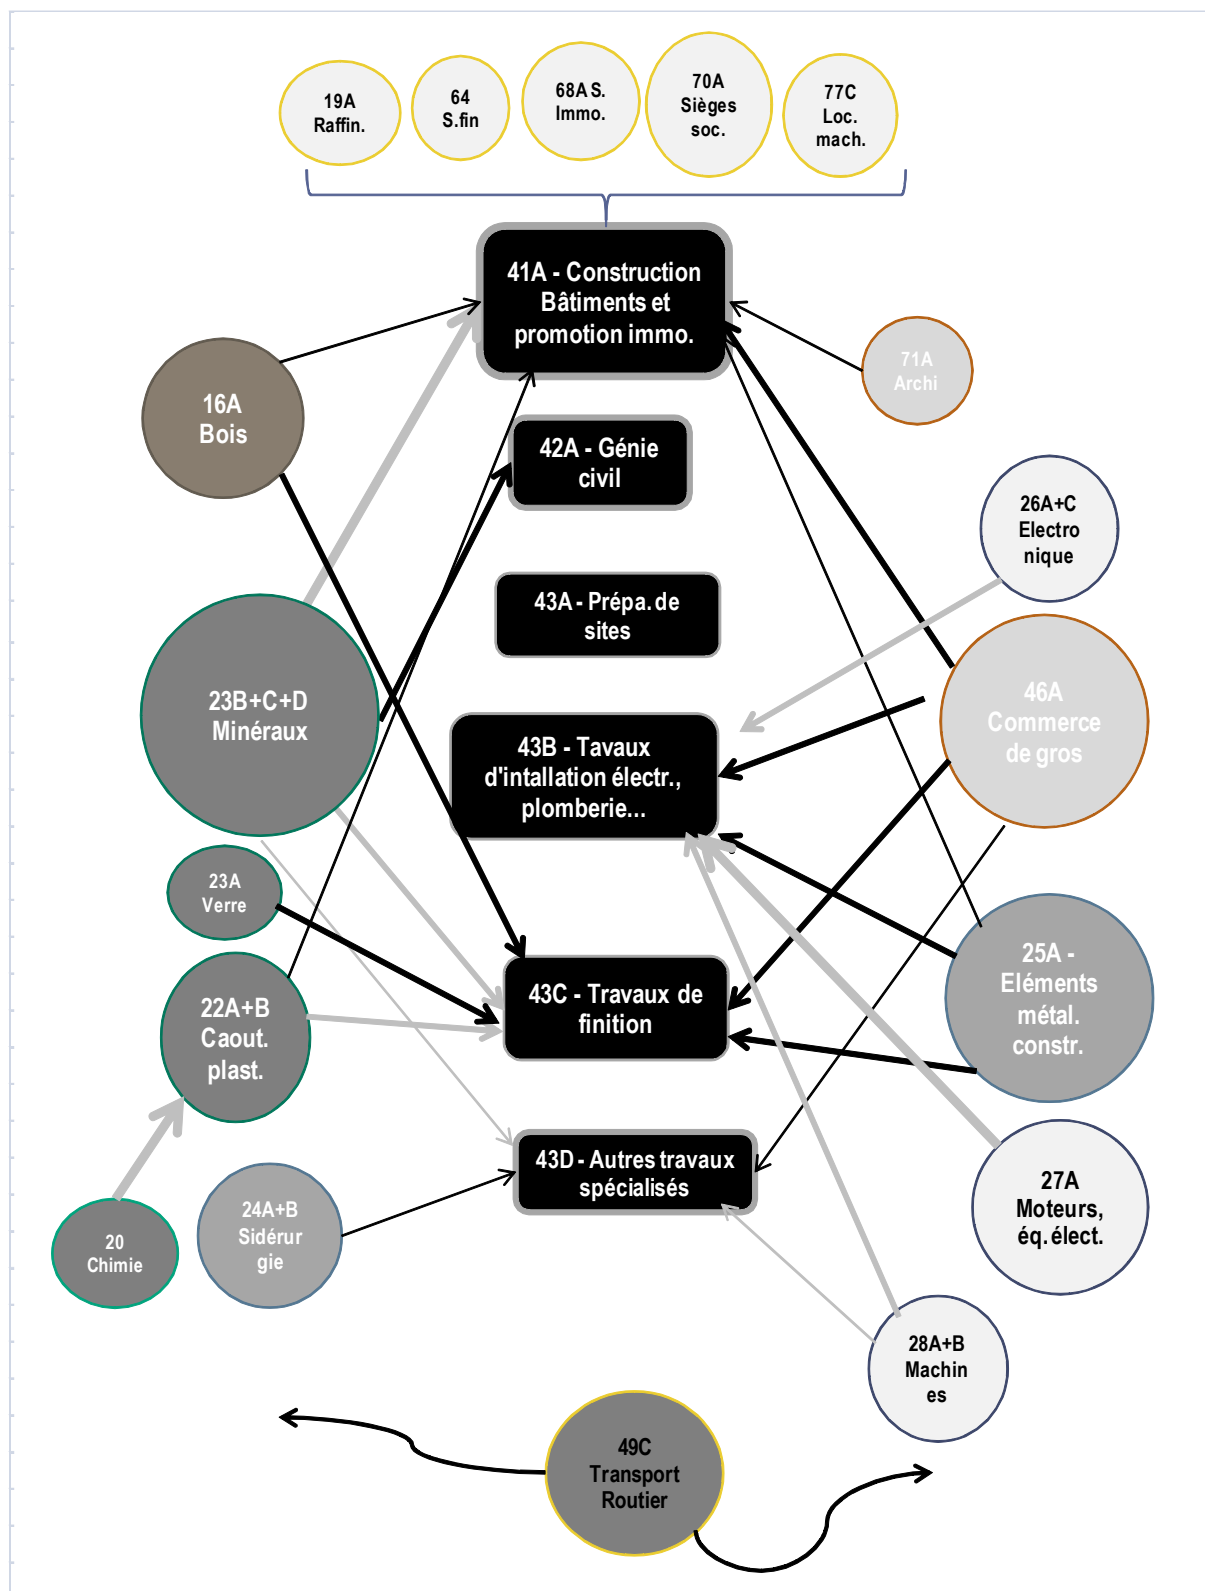 19A
Raffin.
64
S.fin
68A S.
Immo.
70A
Sièges
soc.
77C
Loc.
mach.
41A - Construction
Bâtiments et
promotion immo.
71A
Archi
16A
Bois
42A - Génie
civil
26A+C
Electro
nique
43A - Prépa. de
sites
23B+C+D
Minéraux
46A
Commerce
de gros
43B - Tavaux
d'intallation électr.,
plomberie...
23A
Verre
25A -
Eléments
métal.
constr.
22A+B
Caout.
plast.
43C - Travaux de
finition
43D - Autres travaux
spécialisés
27A
Moteurs,
éq. élect.
24A+B
Sidérur
gie
20
Chimie
28A+B
Machin
es
49C
Transport
Routier